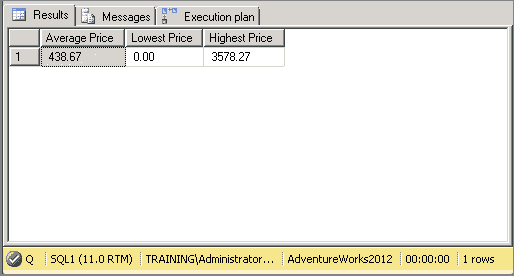 Results Messages Execution plan
Average Price Lowest Price Highest Price
1 438.67 0.00 3578.27
Q SQL1 (11.0 RTM) TRAINING\Administrator... AdventureWorks2012 00:00:00 1 rows